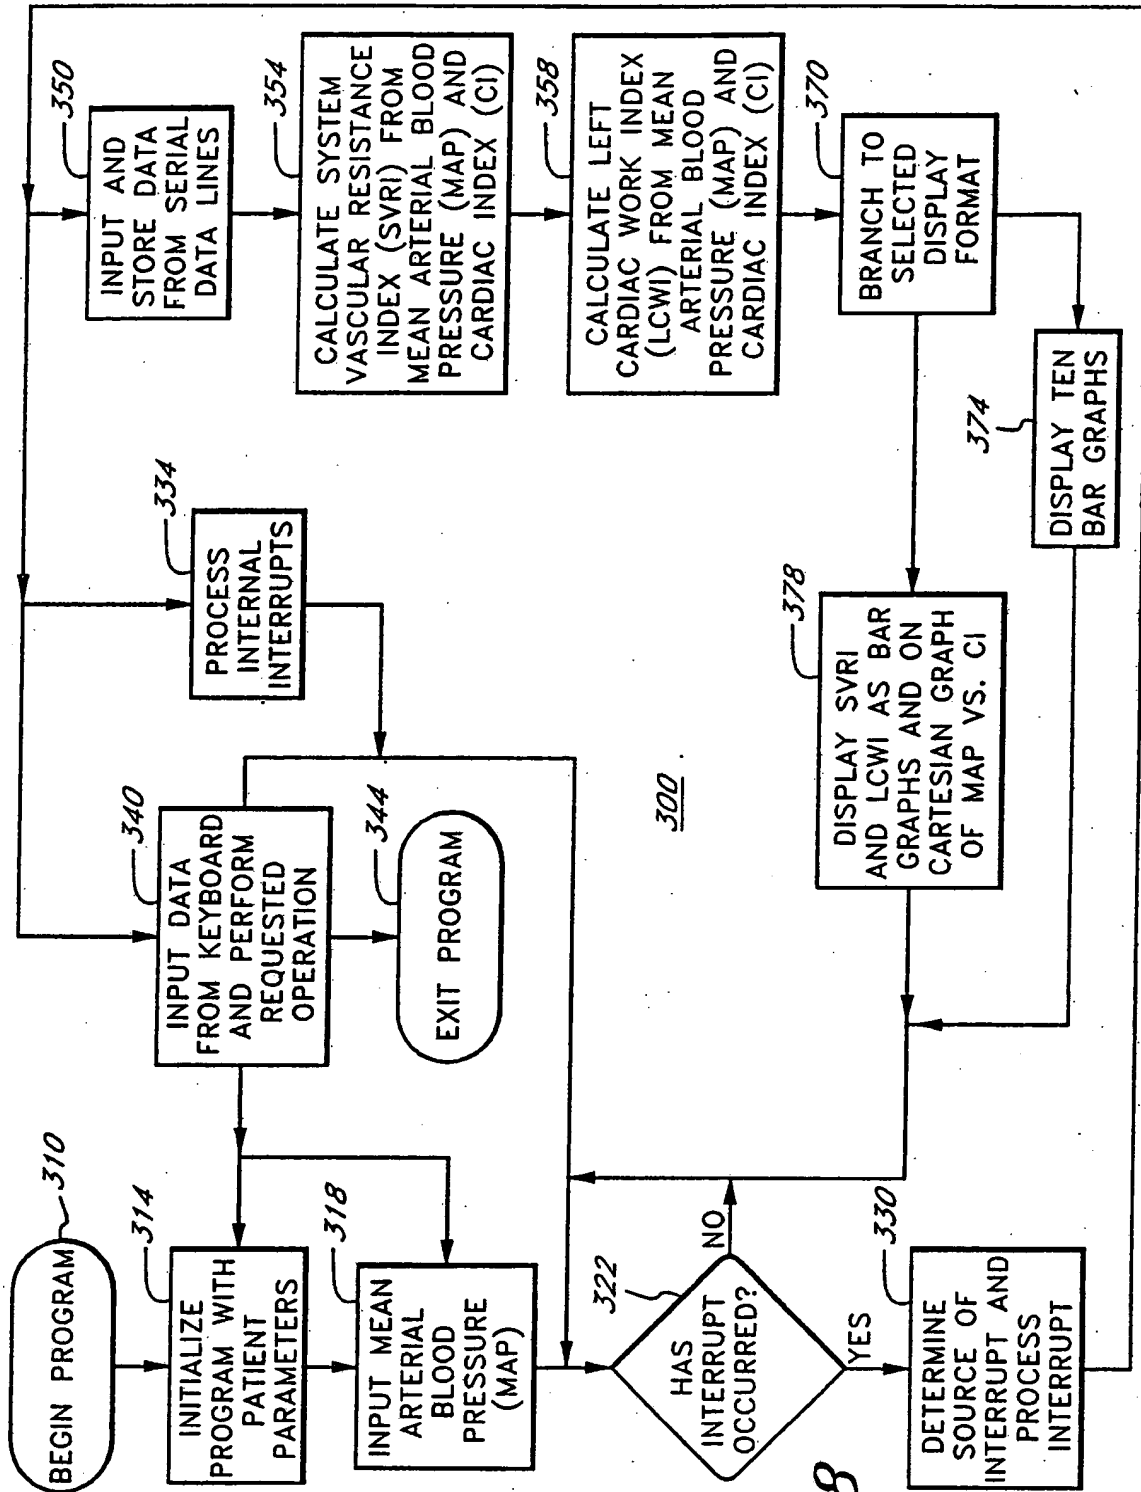 BEGIN PROGRAM
310
INITIALIZE
PROGRAM WITH
PATIENT
PARAMETERS
314
INPUT MEAN
ARTERIAL
BLOOD
PRESSURE
(MAP)
318
HAS
INTERRUPT
OCCURRED?
322
NO
YES
DETERMINE
SOURCE OF
INTERRUPT AND
PROCESS
INTERRUPT
330
INPUT DATA
FROM KEYBOARD
AND PERFORM
REQUESTED
OPERATION
340
EXIT PROGRAM
344
PROCESS
INTERNAL
INTERRUPTS
334
300
INPUT AND
STORE DATA
FROM SERIAL
DATA LINES
350
CALCULATE SYSTEM
VASCULAR RESISTANCE
INDEX (SVRI) FROM
MEAN ARTERIAL BLOOD
PRESSURE (MAP) AND
CARDIAC INDEX (CI)
354
CALCULATE LEFT
CARDIAC WORK INDEX
(LCWI) FROM MEAN
ARTERIAL BLOOD
PRESSURE (MAP) AND
CARDIAC INDEX (CI)
358
BRANCH TO
SELECTED
DISPLAY
FORMAT
370
DISPLAY TEN
BAR GRAPHS
374
DISPLAY SVRI
AND LCWI AS BAR
GRAPHS AND ON
CARTESIAN GRAPH
OF MAP VS. CI
378
8